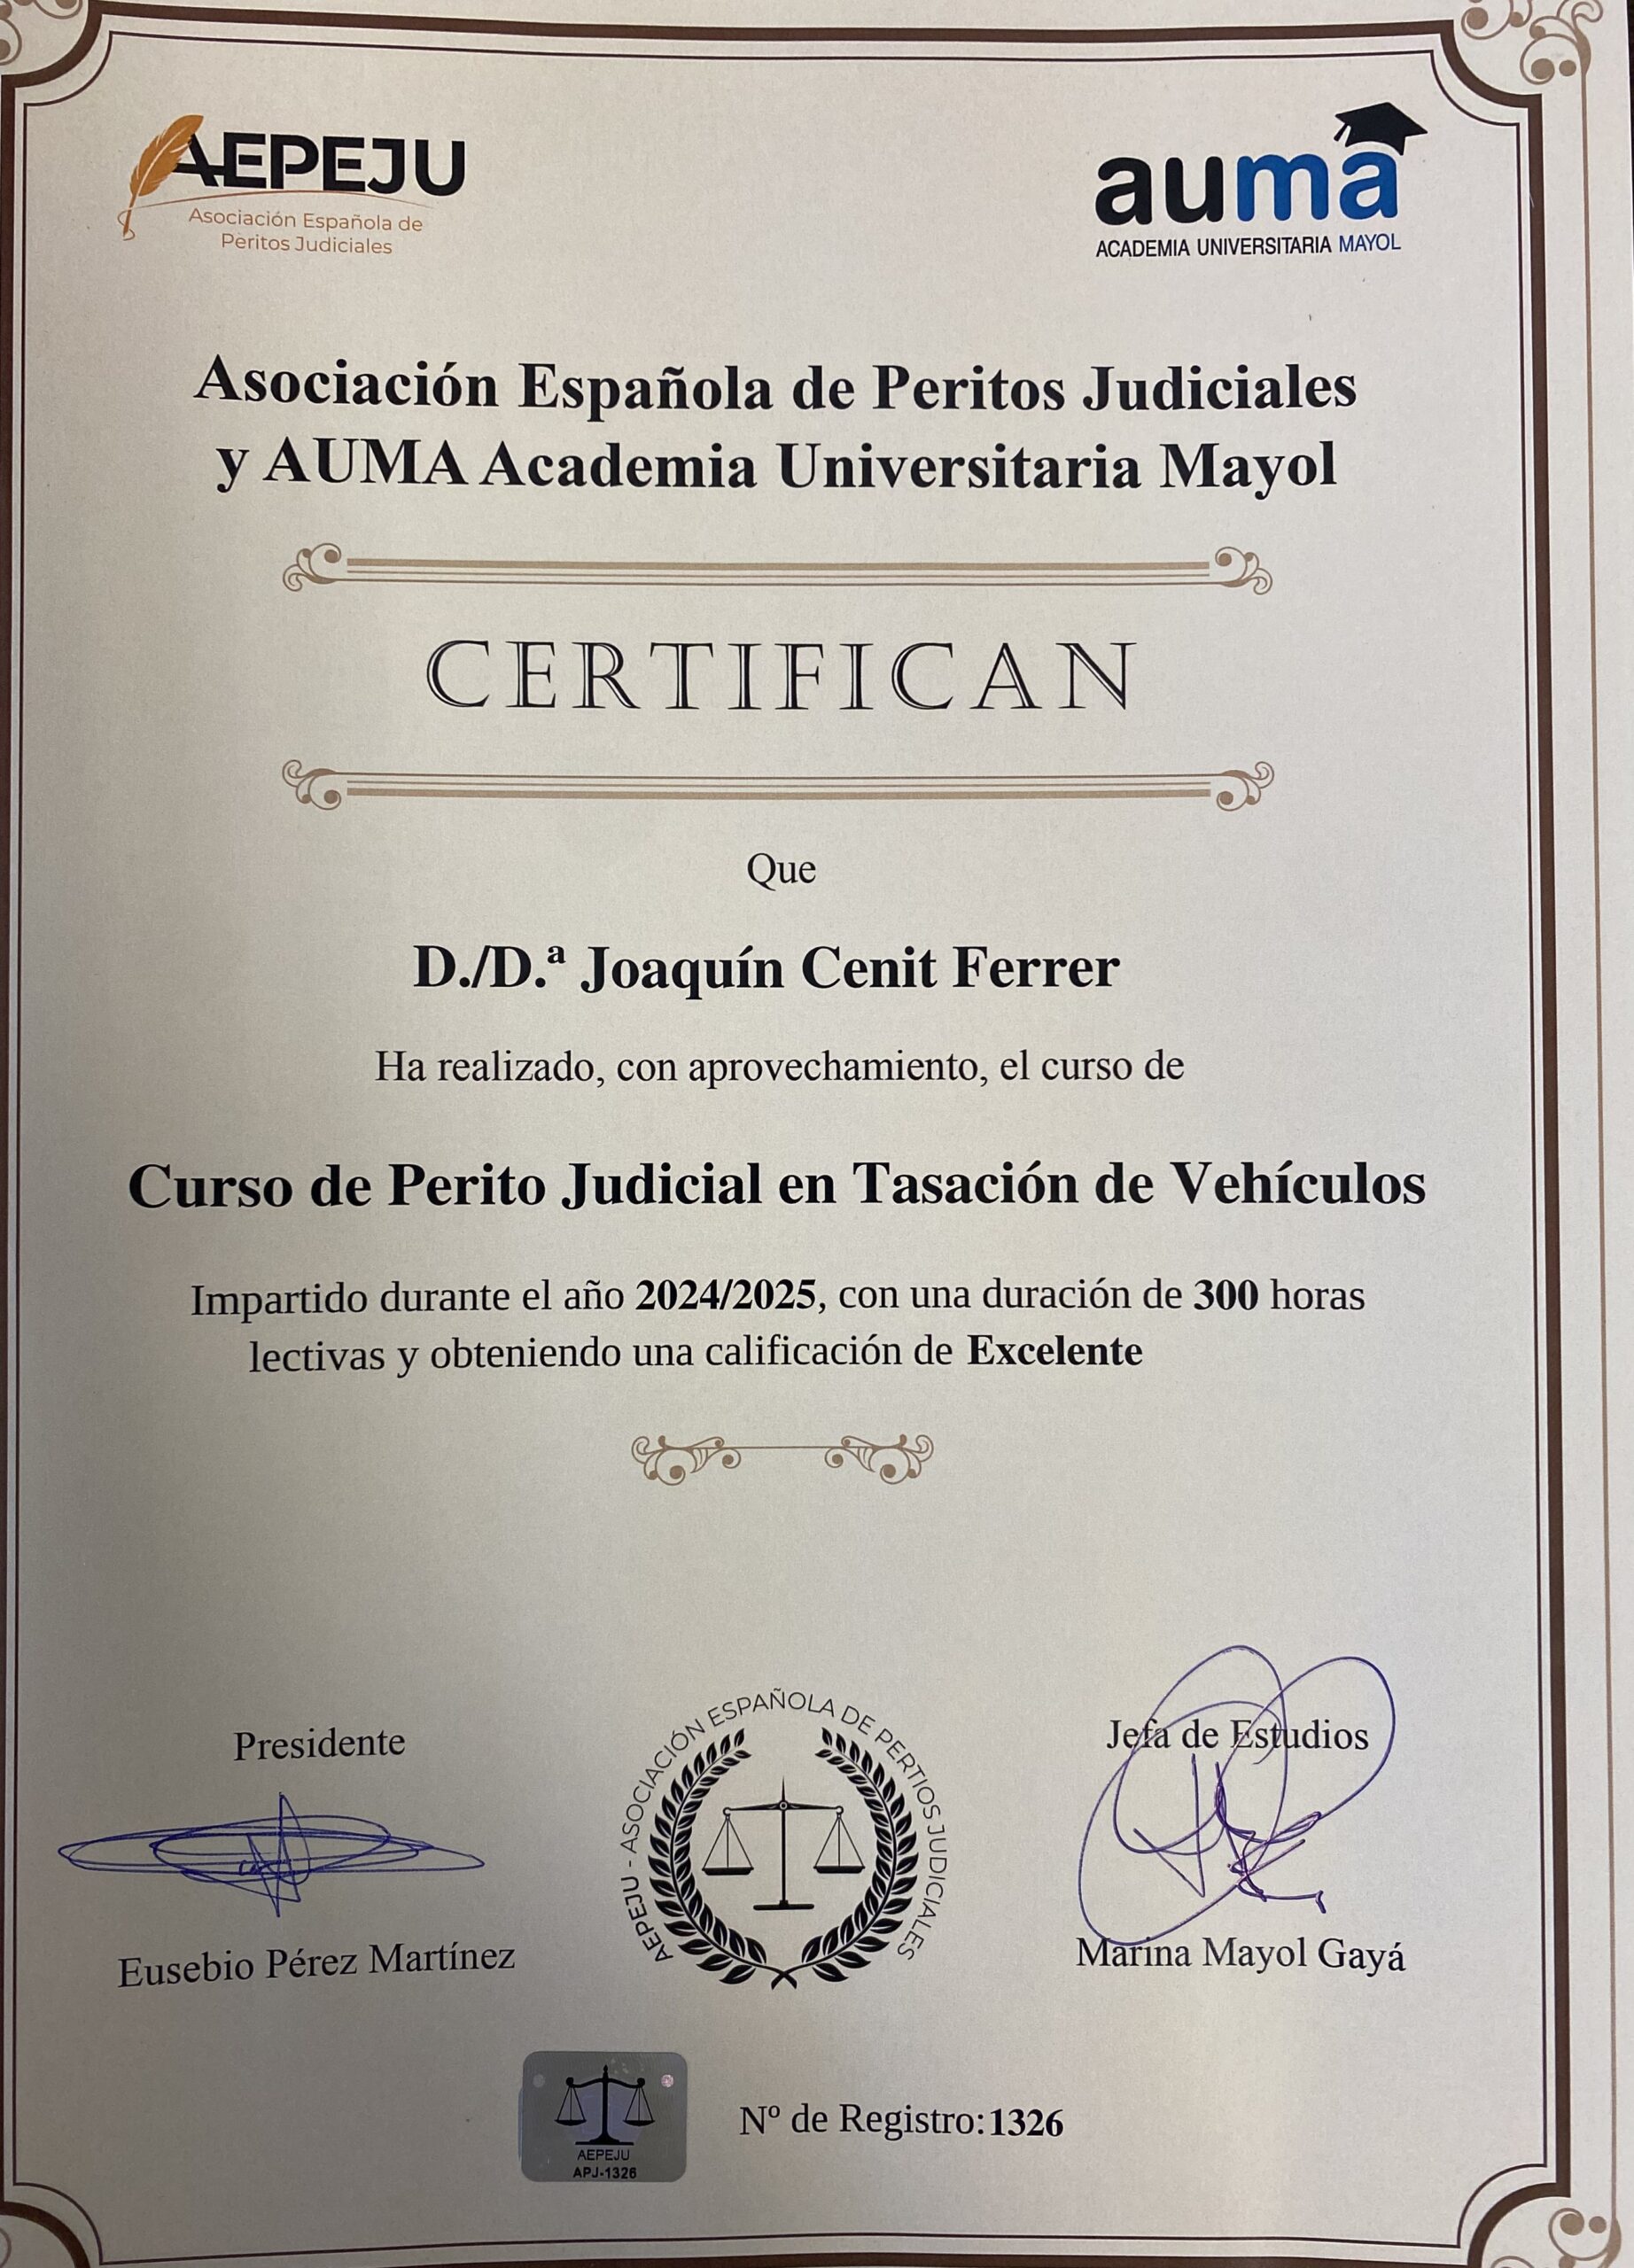 AEPEJU
Asociación Española de
Peritos Judiciales
auma
ACADEMIA UNIVERSITARIA MAYOL
Asociación Española de Peritos Judiciales
y AUMA Academia Universitaria Mayol
CERTIFICAN
Que
D./D.ª Joaquín Cenit Ferrer
Ha realizado, con aprovechamiento, el curso de
Curso de Perito Judicial en Tasación de Vehículos
Impartido durante el año 2024/2025, con una duración de 300 horas
lectivas y obteniendo una calificación de Excelente
Presidente
Eusebio Pérez Martínez
AEPEJU - ASOCIACIÓN ESPAÑOLA DE PERTIOS JUDICIALES
Jefa de Estudios
Marina Mayol Gayá
AEPEJU
APJ-1326
Nº de Registro:1326